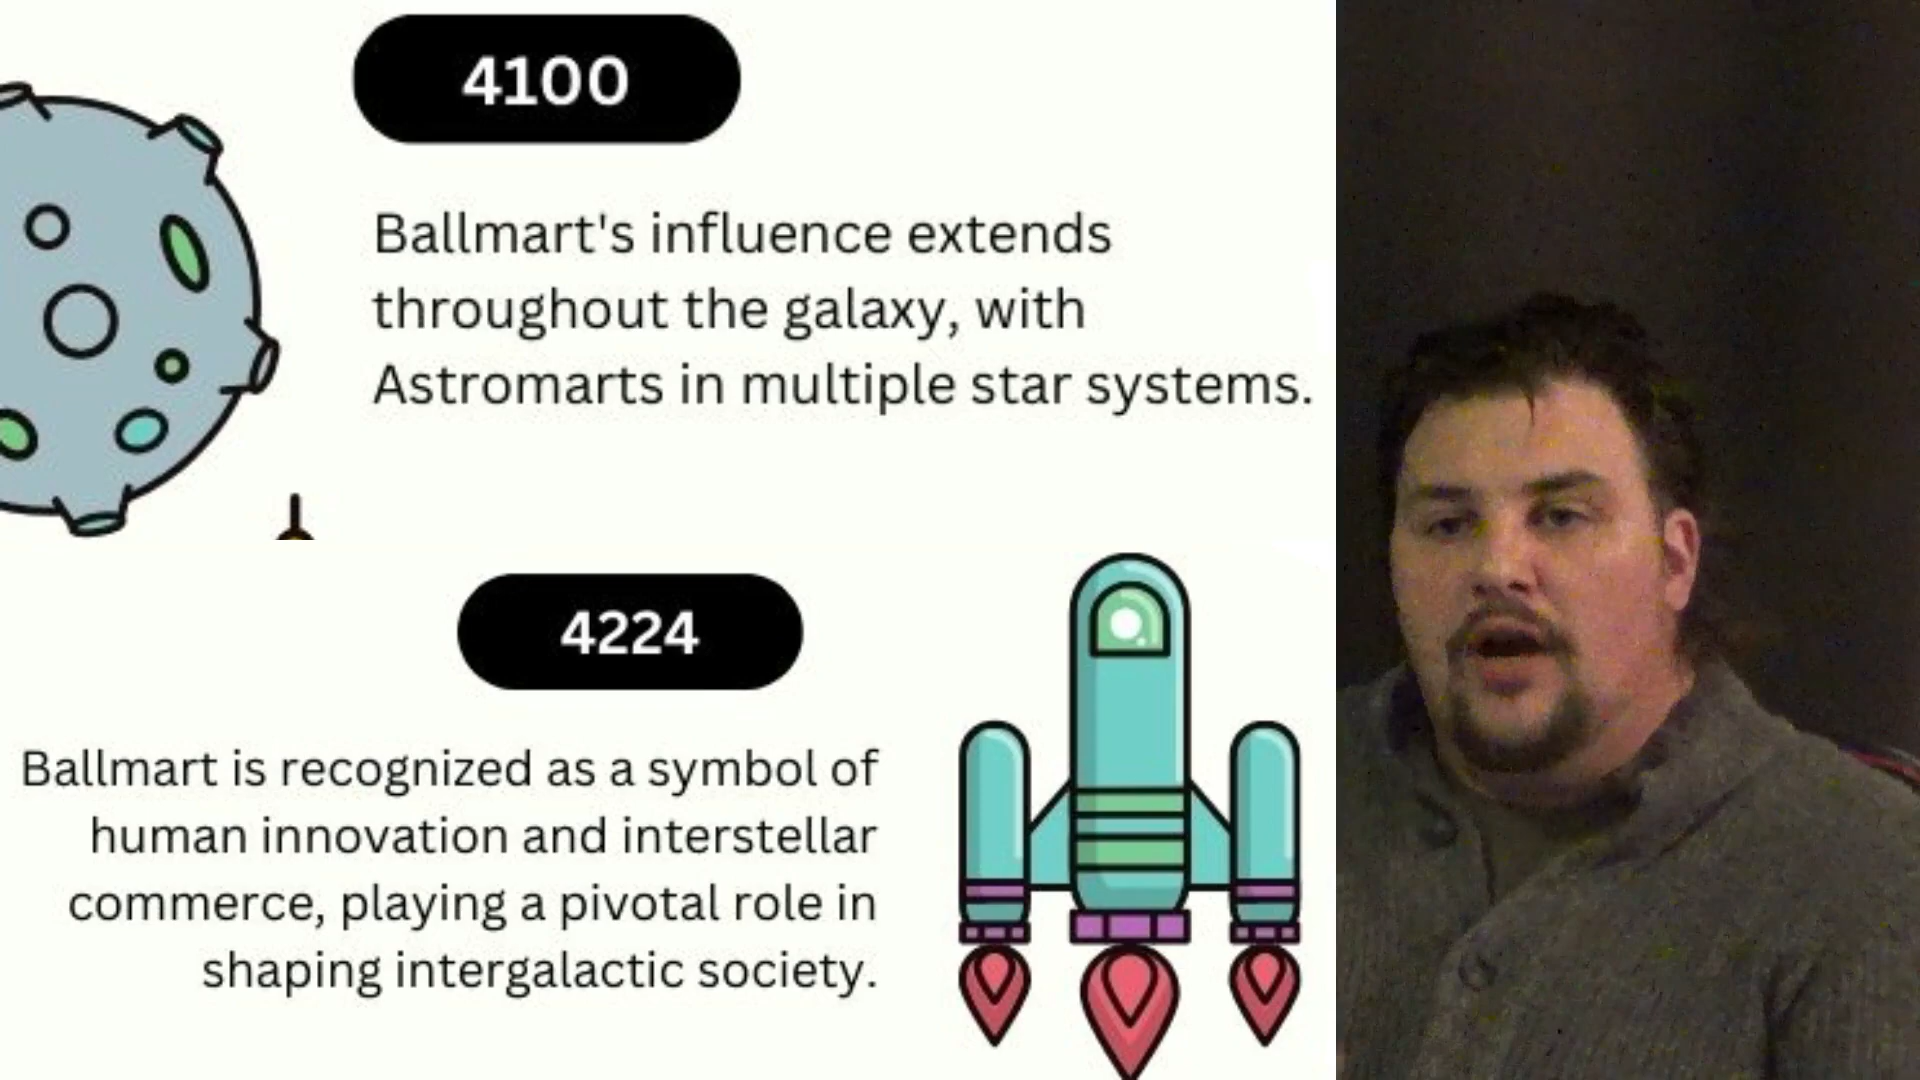 4100
Ballmart's influence extends
throughout the galaxy, with
Astromarts in multiple star systems.
4224
Ballmart is recognized as a symbol of
human innovation and interstellar
commerce, playing a pivotal role in
shaping intergalactic society.